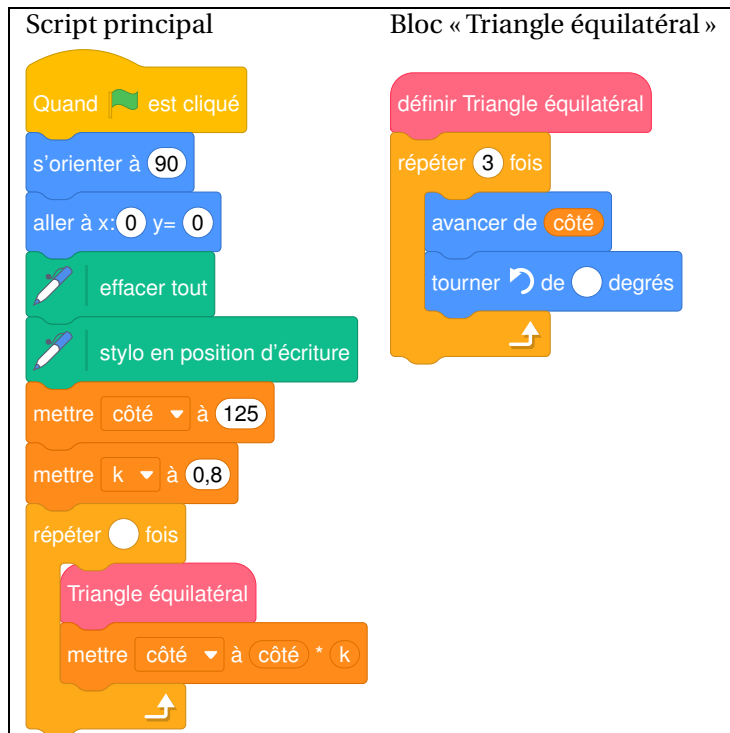 Script principal
Quand est cliqué
s'orienter à 90
aller à x: 0 y= 0
effacer tout
stylo en position d'écriture
mettre côté à 125
mettre k à 0,8
répéter fois
Triangle équilatéral
mettre côté à côté * k
Bloc « Triangle équilatéral »
définir Triangle équilatéral
répéter 3 fois
avancer de côté
tourner de degrés